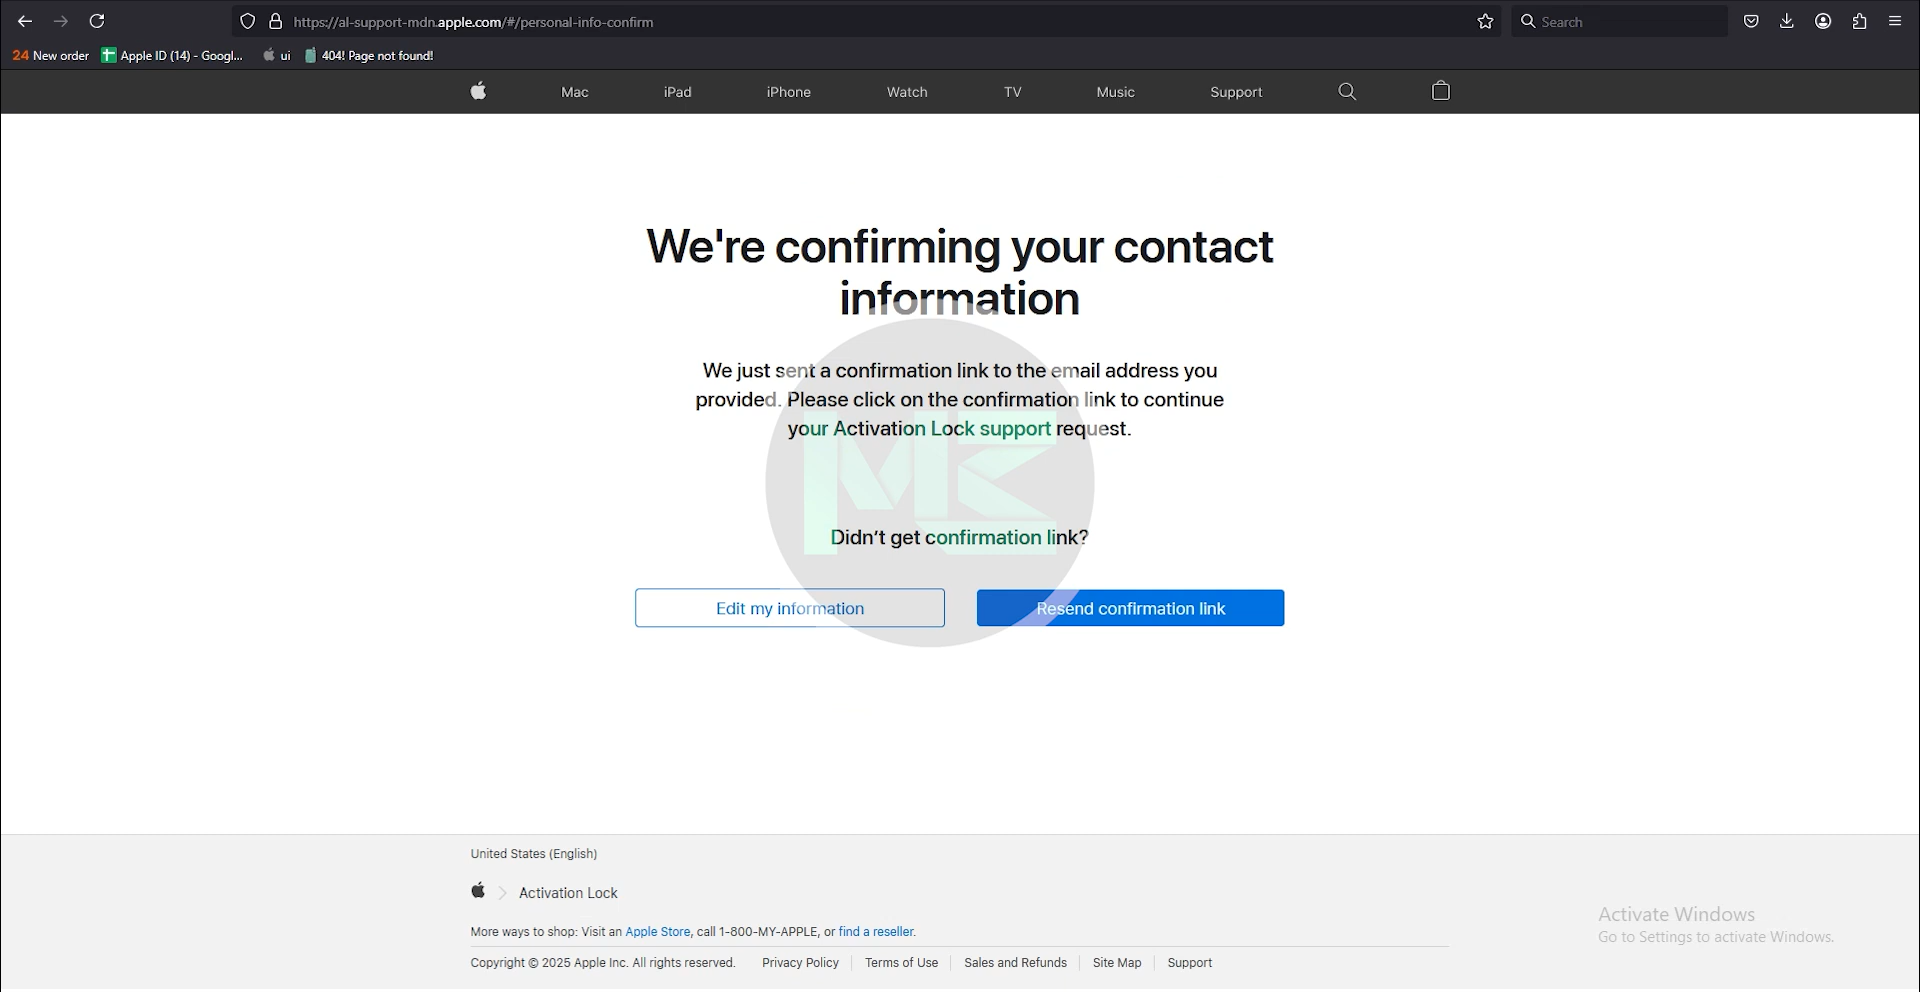 https://al-support-mdn.apple.com/#/personal-info-confirm
Search
24 New order
Apple ID (14) - Googl...
ui
404! Page not found!
Mac
iPad
iPhone
Watch
TV
Music
Support
We're confirming your contact
information
We just sent a confirmation link to the email address you
provided. Please click on the confirmation link to continue
your Activation Lock support request.
Didn’t get confirmation link?
Edit my information
Resend confirmation link
United States (English)
Activation Lock
More ways to shop: Visit an Apple Store, call 1-800-MY-APPLE, or find a reseller.
Copyright © 2025 Apple Inc. All rights reserved.
Privacy Policy
Terms of Use
Sales and Refunds
Site Map
Support
Activate Windows
Go to Settings to activate Windows.